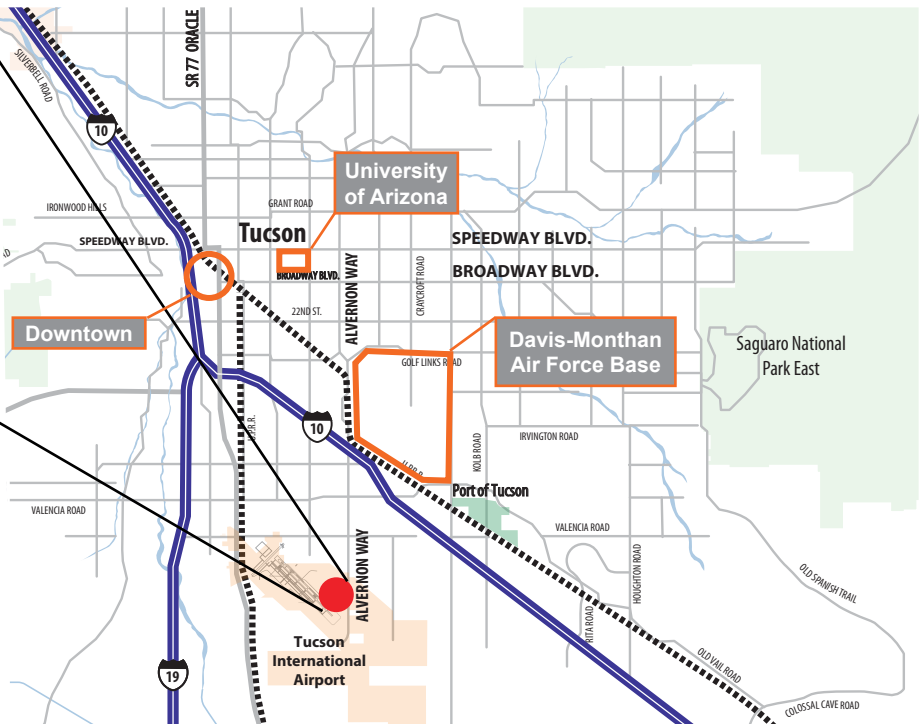 SR 77 ORACLE
SILVERBELL ROAD
10
University
of Arizona
GRANT ROAD
IRONWOOD HILLS
Tucson
SPEEDWAY BLVD.
SPEEDWAY BLVD.
BROADWAY BLVD.
BROADWAY BLVD.
ALVERNON WAY
CRAYCROFT ROAD
22ND ST.
Downtown
Davis-Monthan
Air Force Base
GOLF LINKS ROAD
Saguaro National
Park East
U.P.R.R.
10
IRVINGTON ROAD
KOLB ROAD
U.P.R.R.
Port of Tucson
VALENCIA ROAD
VALENCIA ROAD
HOUGHTON ROAD
OLD SPANISH TRAIL
ALVERNON WAY
RITA ROAD
Tucson
International
Airport
OLD VAIL ROAD
19
COLOSSAL CAVE ROAD